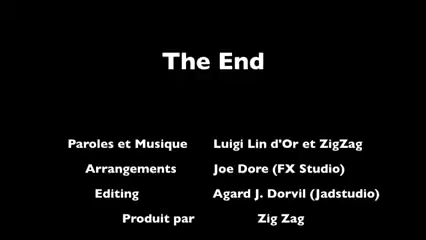 The End
Paroles et Musique Luigi Lin d'Or et ZigZag
Arrangements Joe Dore (FX Studio)
Editing Agard J. Dorvil (Jadstudio)
Produit par Zig Zag